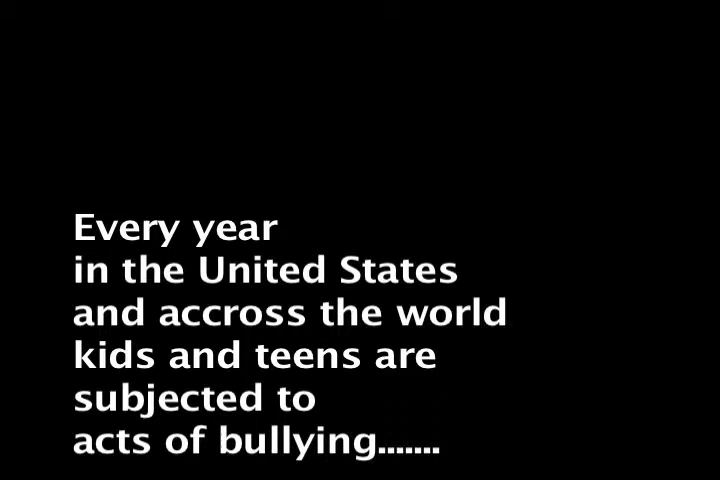 Every year
in the United States
and accross the world
kids and teens are
subjected to
acts of bullying.......